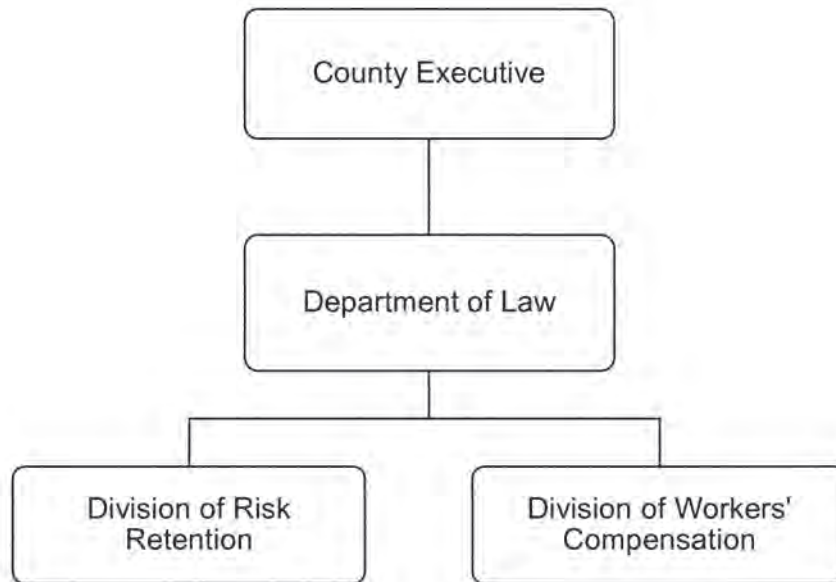 County Executive
Department of Law
Division of Risk
Retention
Division of Workers'
Compensation